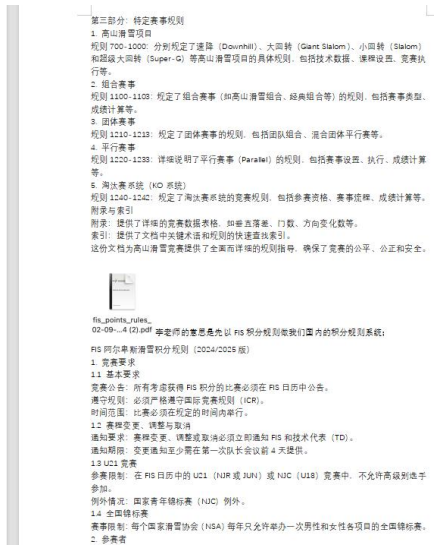 第三部分：特定赛事规则
1. 高山滑雪项目
规则 700-1000：分别规定了速降（Downhill）、大回转（Giant Slalom）、小回转（Slalom）
和超级大回转（Super-G）等高山滑雪项目的具体规则，包括技术数据、课程设置、竞赛执
行等。
2. 组合赛事
规则 1100-1103：规定了组合赛事（如高山滑雪组合、经典组合等）的规则，包括赛事类型、
成绩计算等。
3. 团体赛事
规则 1210-1213：规定了团体赛事的规则，包括团队组合、混合团体平行赛等。
4. 平行赛事
规则 1220-1233：详细说明了平行赛事（Parallel）的规则，包括赛事设置、执行、成绩计算
等。
5. 淘汰赛系统（KO 系统）
规则 1240-1242：规定了淘汰赛系统的竞赛规则，包括参赛资格、赛事流程、成绩计算等。
附录与索引
附录：提供了详细的竞赛数据表格，如垂直落差、门数、方向变化数等。
索引：提供了文档中关键术语和规则的快速查找索引。
这份文档为高山滑雪竞赛提供了全面而详细的规则指导，确保了竞赛的公平、公正和安全。
fis_points_rules_
02-09-...4 (2).pdf 李老师的意思是先以 FIS 积分规则做我们国内的积分规则系统；
FIS 阿尔卑斯滑雪积分规则（2024/2025 版）
1. 竞赛要求
1.1 基本要求
竞赛公告：所有考虑获得 FIS 积分的比赛必须在 FIS 日历中公告。
遵守规则：必须严格遵守国际竞赛规则（ICR）。
时间范围：比赛必须在规定的时间内举行。
1.2 赛程变更、调整与取消
通知要求：赛程变更、调整或取消必须立即通知 FIS 和技术代表（TD）。
通知期限：变更通知至少需在第一次队长会议前 4 天提供。
1.3 U21 竞赛
参赛限制：在 FIS 日历中的 U21（NJR 或 JUN）或 NJC（U18）竞赛中，不允许高级别选手
参加。
例外情况：国家青年锦标赛（NJC）例外。
1.4 全国锦标赛
赛事限制：每个国家滑雪协会（NSA）每年只允许举办一次男性和女性各项目的全国锦标赛。
2. 参赛者